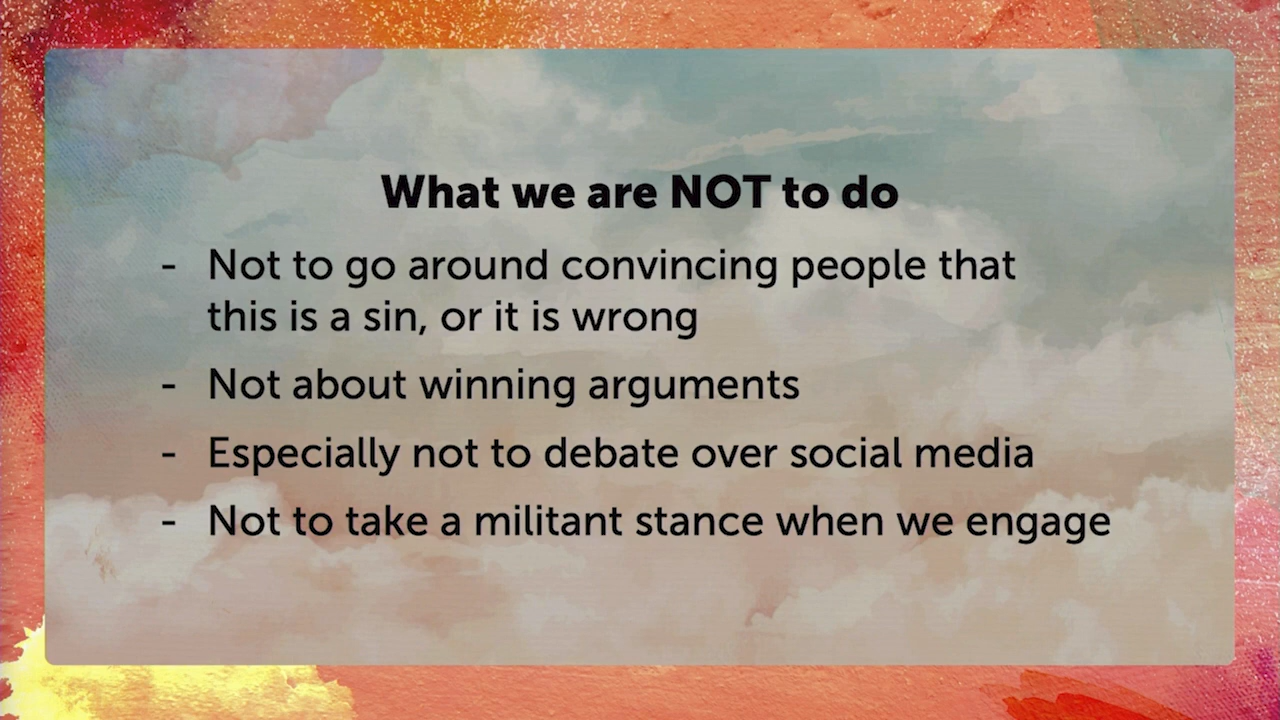 What we are NOT to do
- Not to go around convincing people that
this is a sin, or it is wrong
- Not about winning arguments
- Especially not to debate over social media
- Not to take a militant stance when we engage